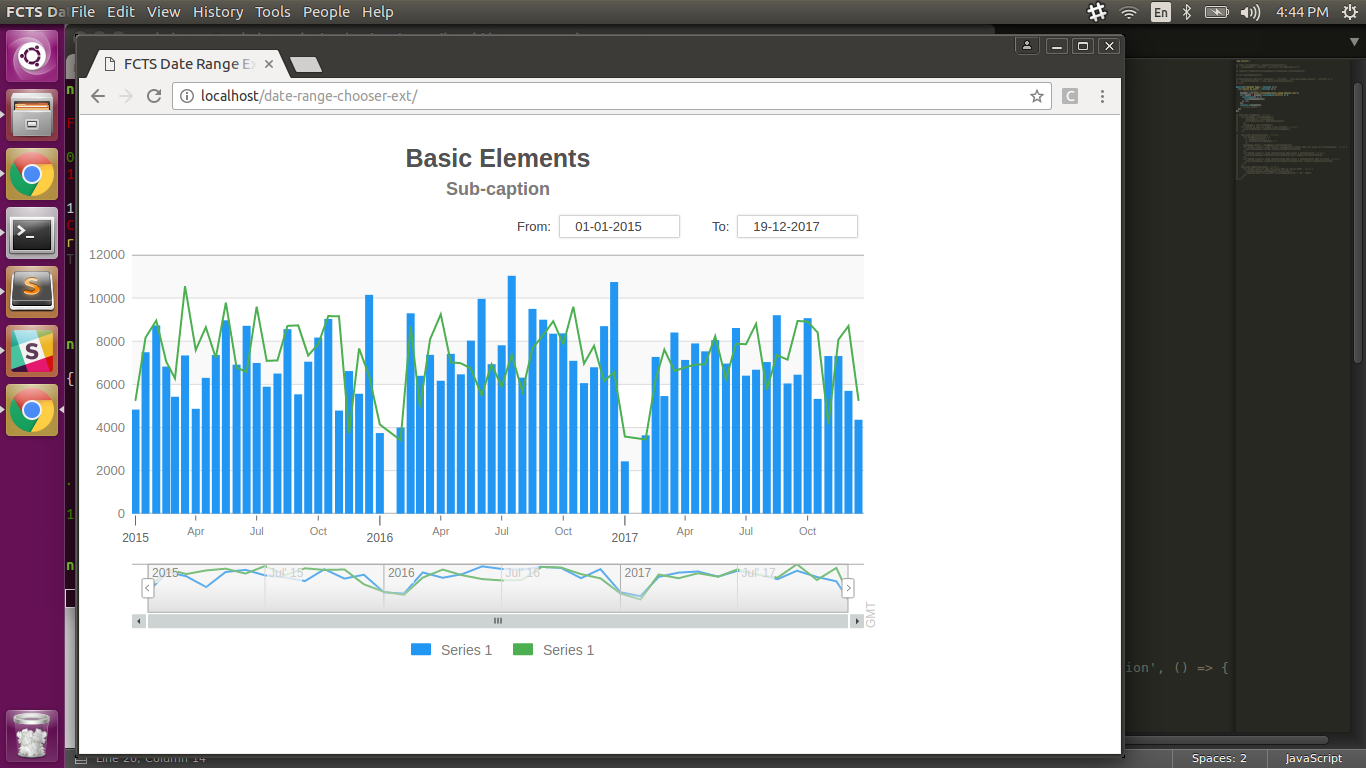 FCTS Da File Edit View History Tools People Help En 4:44 PM
FCTS Date Range Ex
localhost/date-range-chooser-ext/
Basic Elements
Sub-caption
From: 01-01-2015 To: 19-12-2017
12000
10000
8000
6000
4000
2000
0
Apr Jul Oct Apr Jul Oct Apr Jul Oct
2015 2016 2017
2015 Jul' 15 2016 Jul' 16 2017 Jul' 17
GMT
Series 1 Series 1
ion', () => {
Line 20, Column 14 Spaces: 2 JavaScript